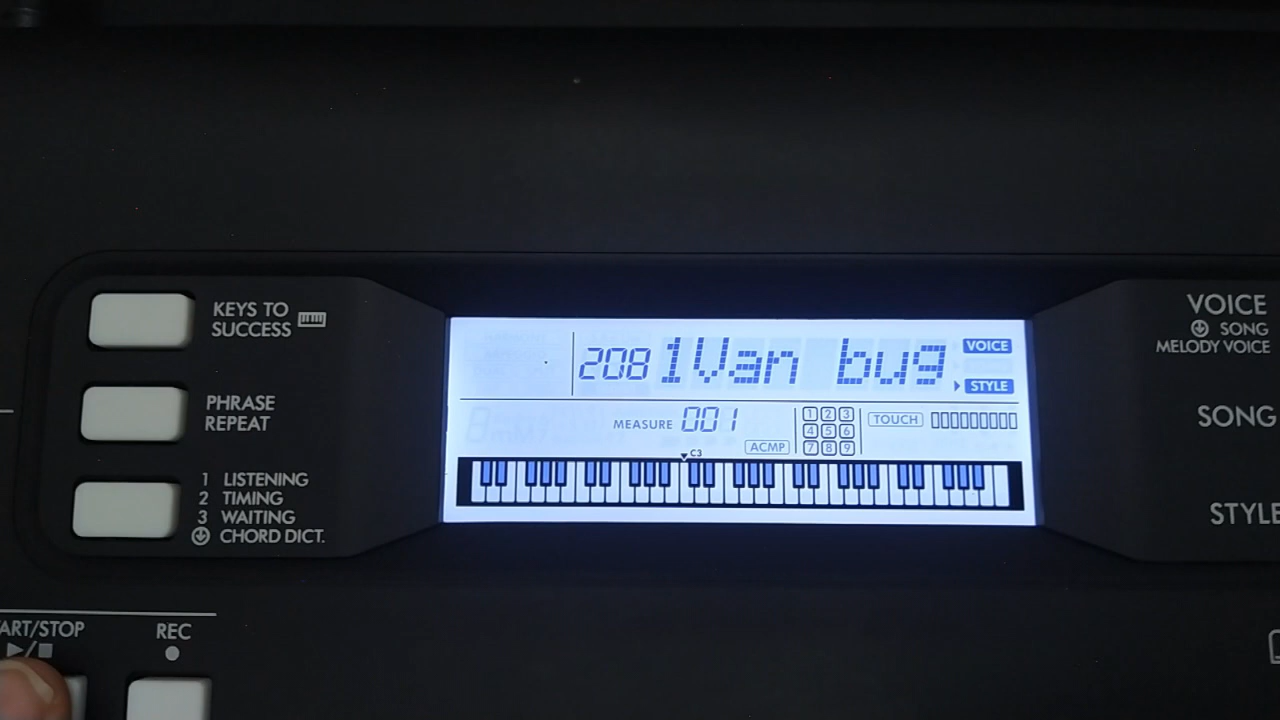 KEYS TO
SUCCESS
PHRASE
REPEAT
1 LISTENING
2 TIMING
3 WAITING
CHORD DICT.
ART/STOP
REC
208 1Van bug
VOICE
STYLE
MEASURE 001
1 2 3
4 5 6
7 8 9
TOUCH
ACMP
C3
VOICE
SONG
MELODY VOICE
SONG
STYLE